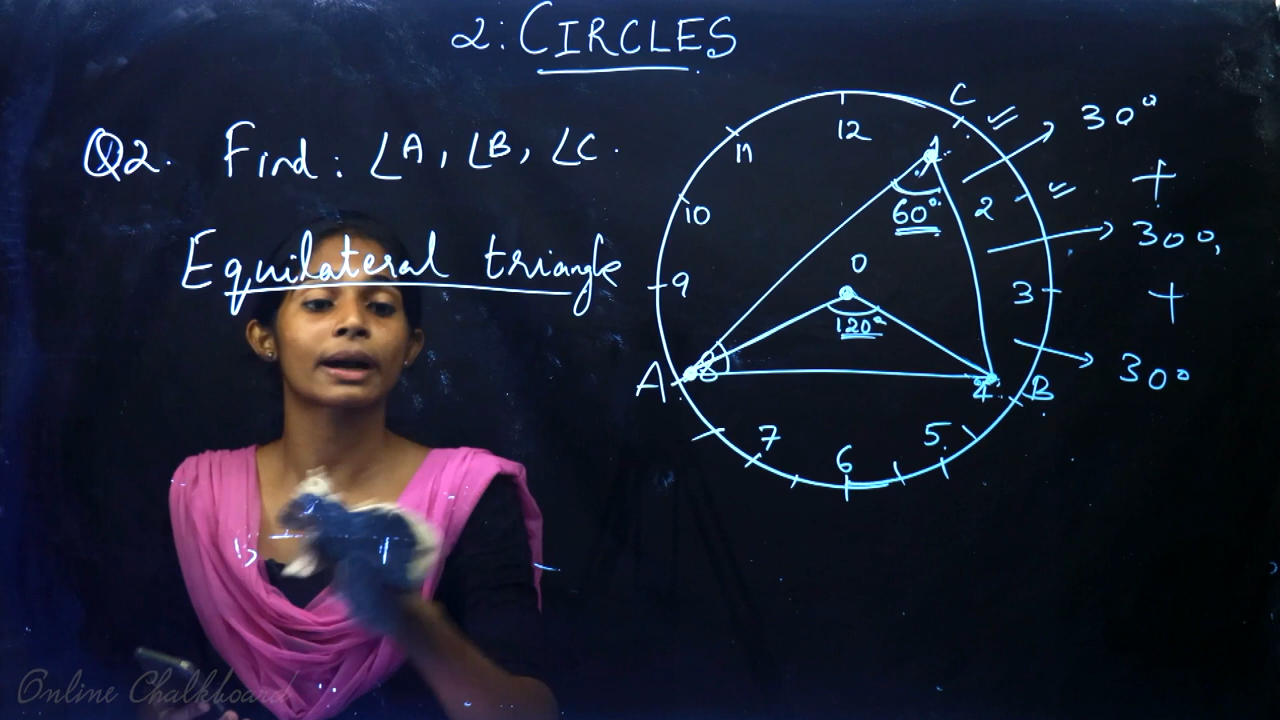 2: CIRCLES
Q2. Find: ∠A, ∠B, ∠C.
Equilateral triangle
C
30°
+
30°,
+
30°
12
1
11
2
10
60°
O
9
3
120°
8
A
4
B
7
5
6
Online Chalkboard